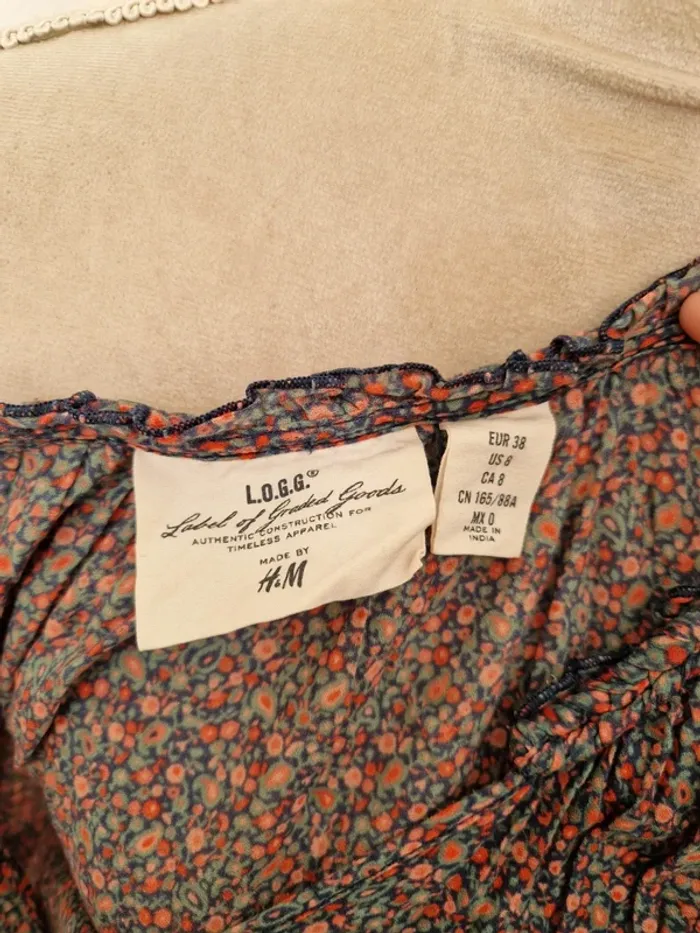 L.O.G.G.®
Label of Graded Goods
AUTHENTIC CONSTRUCTION FOR
TIMELESS APPAREL
MADE BY
H&M
EUR 38
US 8
CA 8
CN 165/88A
MX 0
MADE IN
INDIA